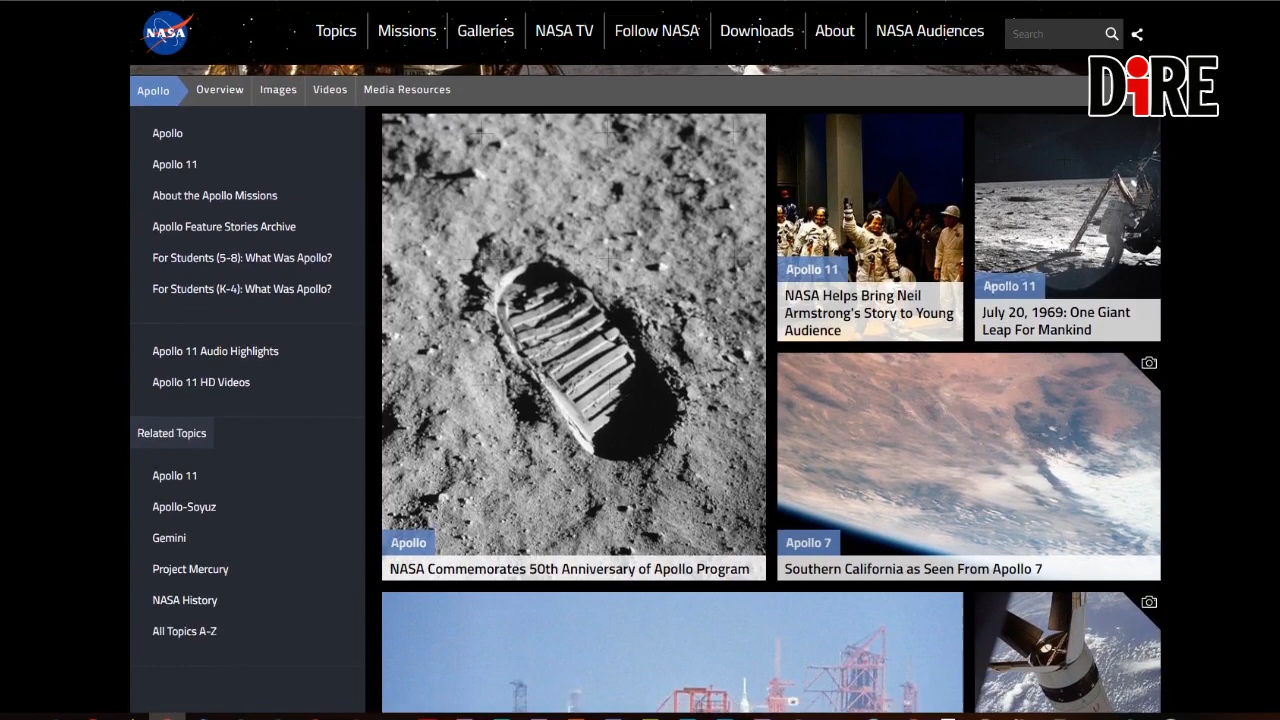 NASA
Topics
Missions
Galleries
NASA TV
Follow NASA
Downloads
About
NASA Audiences
Search
DiRE
Apollo
Overview
Images
Videos
Media Resources
Apollo
Apollo 11
About the Apollo Missions
Apollo Feature Stories Archive
For Students (5-8): What Was Apollo?
For Students (K-4): What Was Apollo?
Apollo 11 Audio Highlights
Apollo 11 HD Videos
Related Topics
Apollo 11
Apollo-Soyuz
Gemini
Project Mercury
NASA History
All Topics A-Z
Apollo
NASA Commemorates 50th Anniversary of Apollo Program
Apollo 11
NASA Helps Bring Neil
Armstrong's Story to Young
Audience
Apollo 11
July 20, 1969: One Giant
Leap For Mankind
Apollo 7
Southern California as Seen From Apollo 7